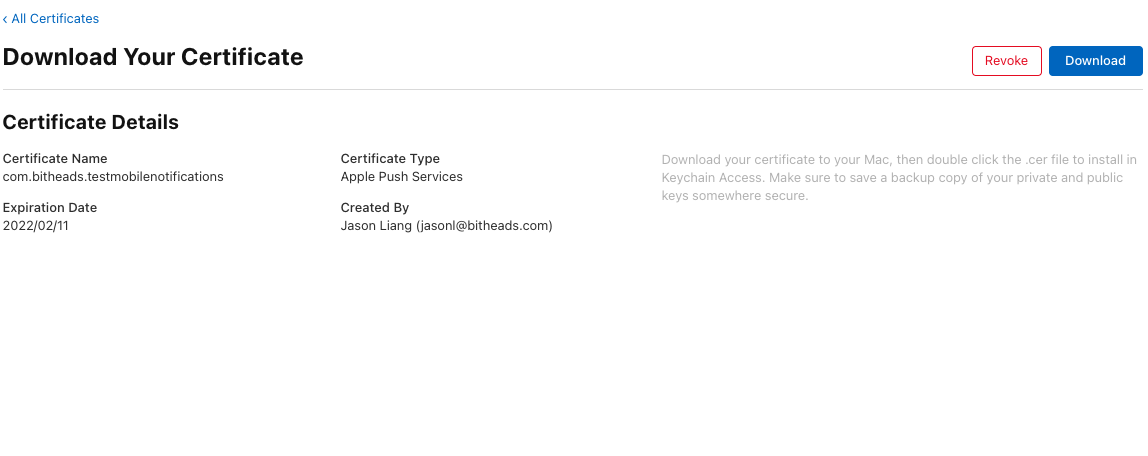 ‹ All Certificates
Download Your Certificate
Revoke
Download
Certificate Details
Certificate Name
com.bitheads.testmobilenotifications
Certificate Type
Apple Push Services
Download your certificate to your Mac, then double click the .cer file to install in
Keychain Access. Make sure to save a backup copy of your private and public
keys somewhere secure.
Expiration Date
2022/02/11
Created By
Jason Liang (jasonl@bitheads.com)